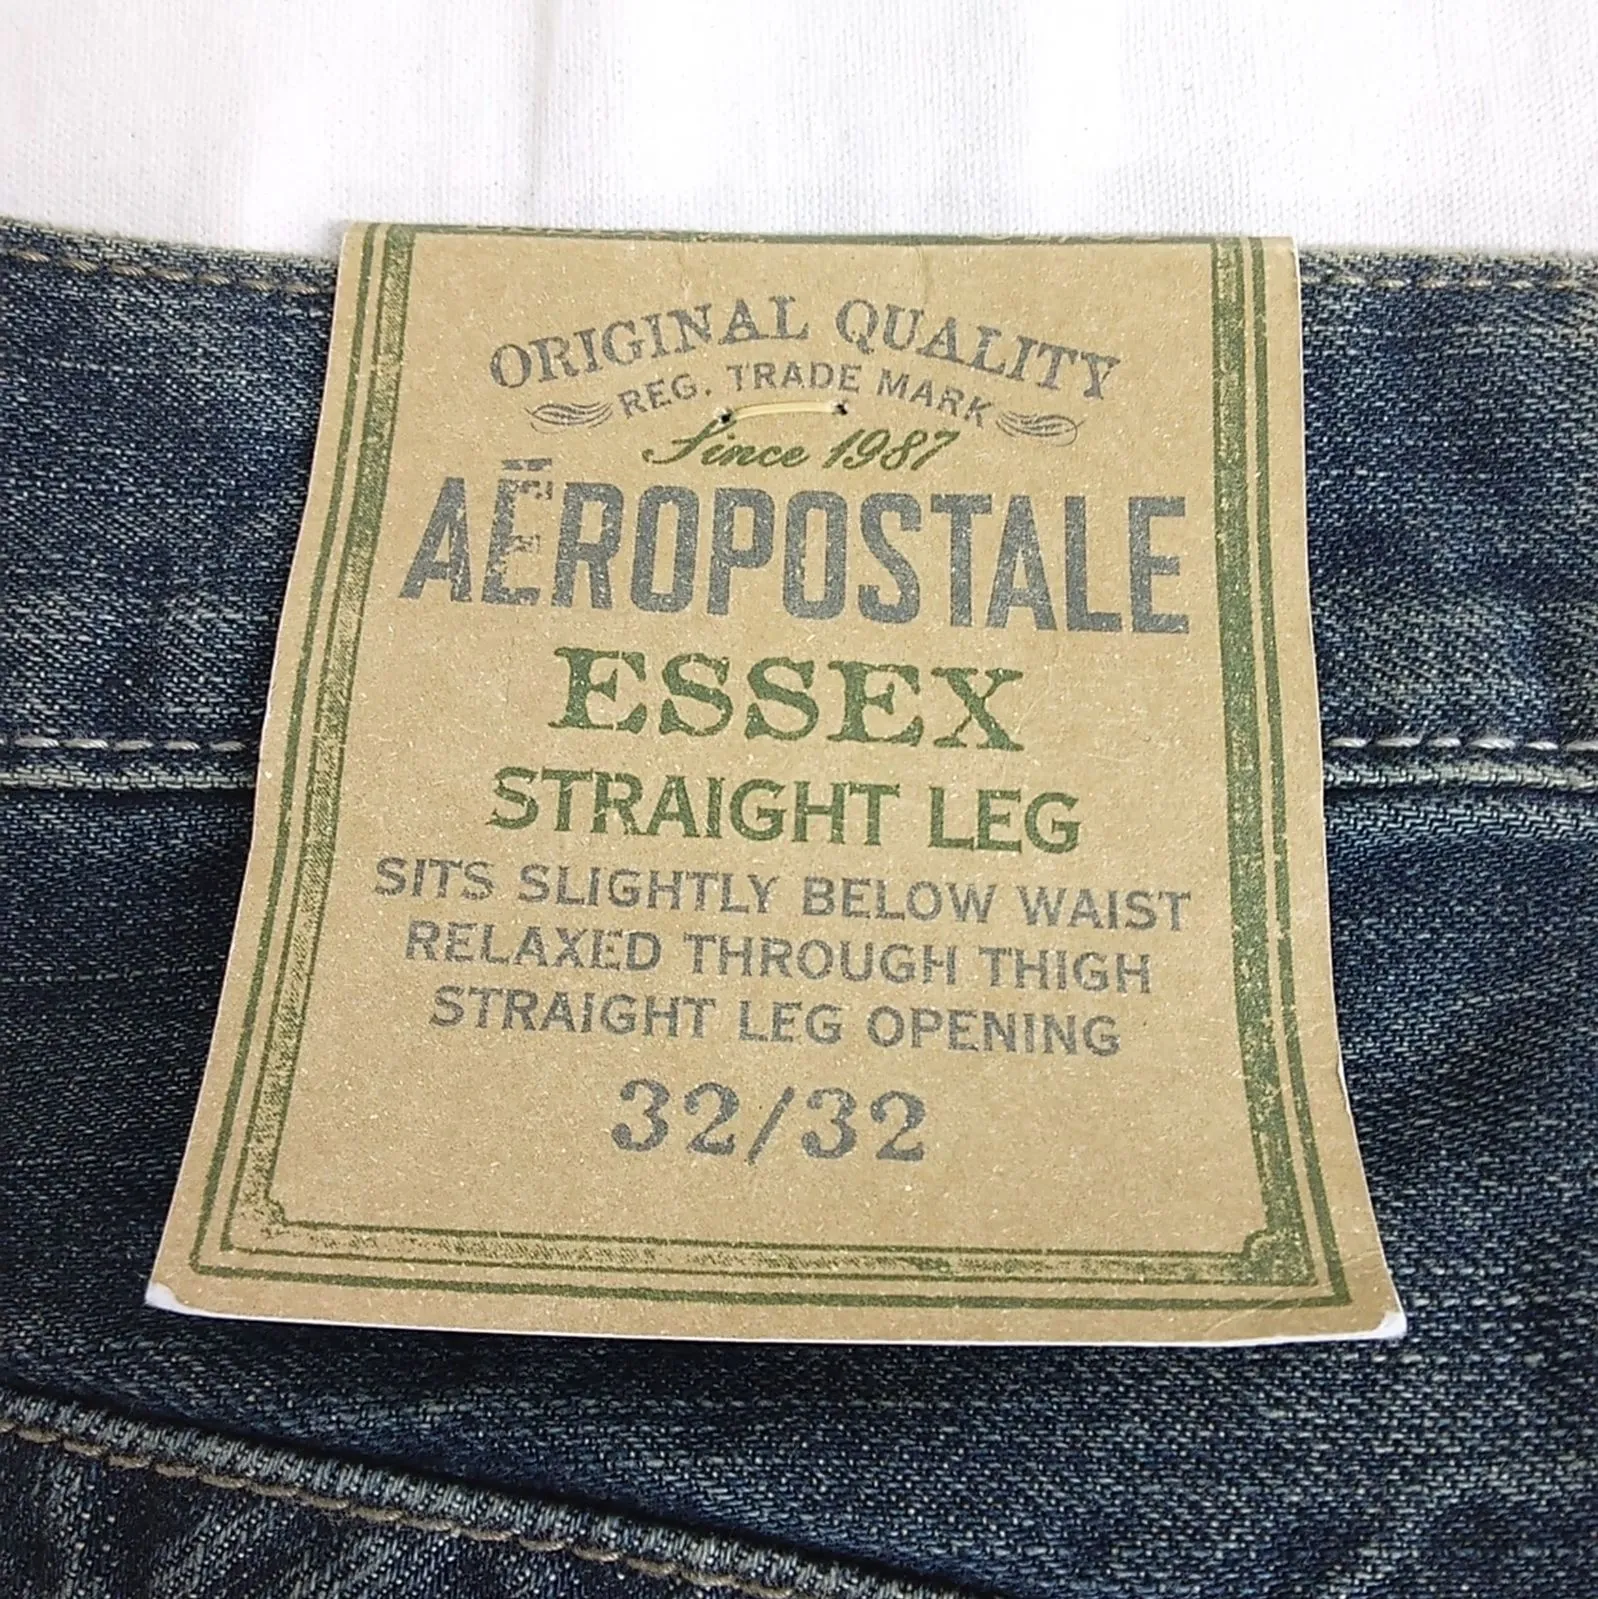 ORIGINAL QUALITY
REG. TRADE MARK
Since 1987
AÉROPOSTALE
ESSEX
STRAIGHT LEG
SITS SLIGHTLY BELOW WAIST
RELAXED THROUGH THIGH
STRAIGHT LEG OPENING
32/32